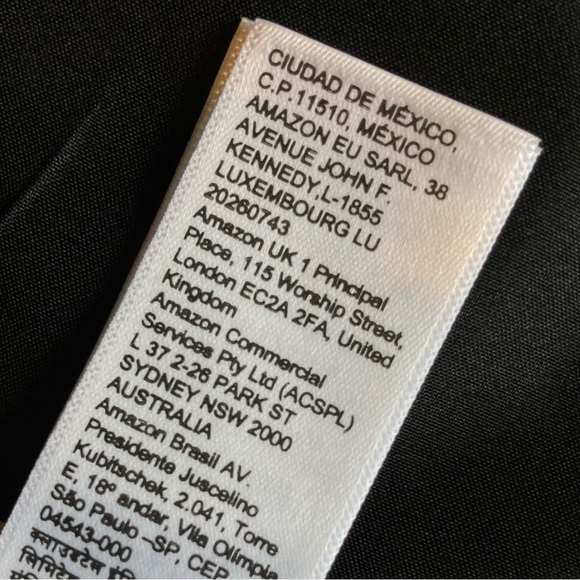 CIUDAD DE MÉXICO,
C.P.11510, MÉXICO
AMAZON EU SARL, 38
AVENUE JOHN F.
KENNEDY,L-1855
LUXEMBOURG LU
20260743
Amazon UK 1 Principal
Place, 115 Worship Street,
London EC2A 2FA, United
Kingdom
Amazon Commercial
Services Pty Ltd (ACSPL)
L 37 2-26 PARK ST
SYDNEY NSW 2000
AUSTRALIA
Amazon Brasil AV.
Presidente Juscelino
Kubitschek, 2.041, Torre
E, 18º andar, Vila Olímpia
São Paulo –SP, CEP
04543-000
क्लाउडटेल